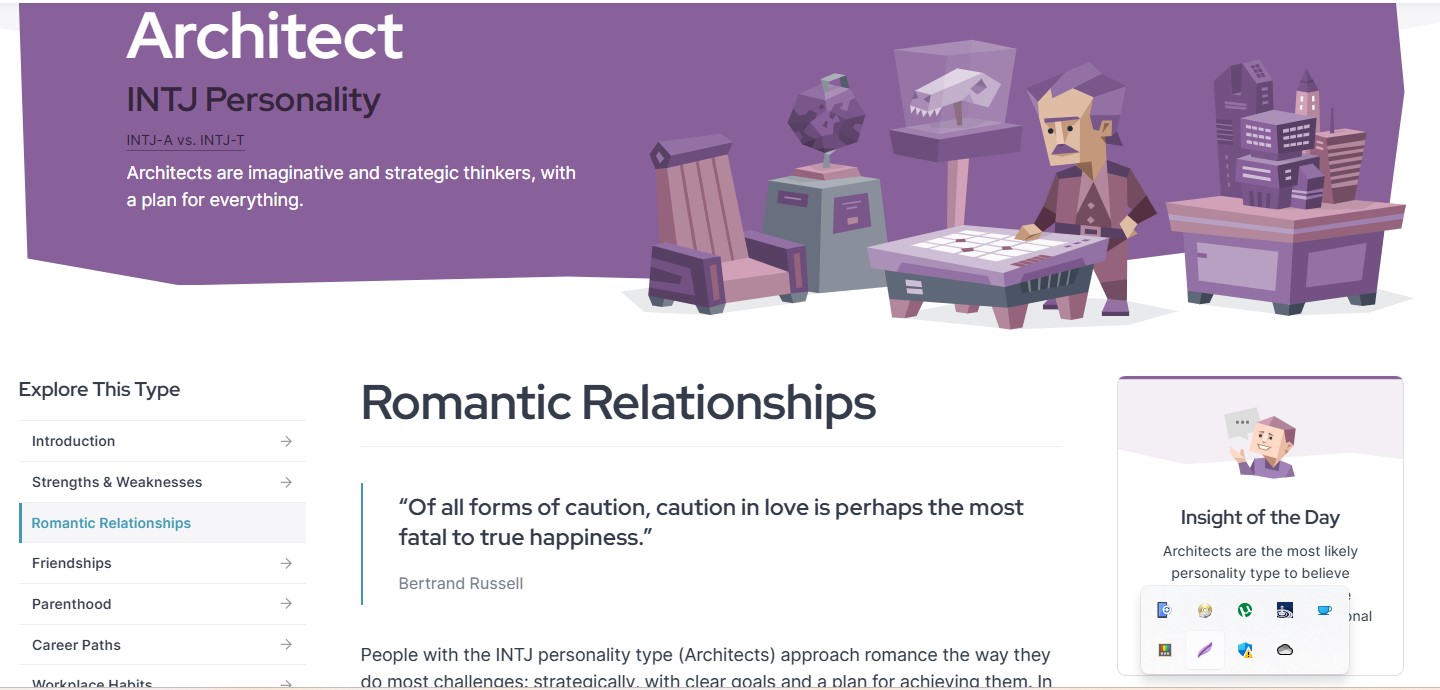 Architect
INTJ Personality
INTJ-A vs. INTJ-T
Architects are imaginative and strategic thinkers, with
a plan for everything.
Explore This Type
Introduction
Strengths & Weaknesses
Romantic Relationships
Friendships
Parenthood
Career Paths
Workplace Habits
Romantic Relationships
“Of all forms of caution, caution in love is perhaps the most
fatal to true happiness.”
Bertrand Russell
People with the INTJ personality type (Architects) approach romance the way they
do most challenges: strategically, with clear goals and a plan for achieving them. In
Insight of the Day
Architects are the most likely
personality type to believe